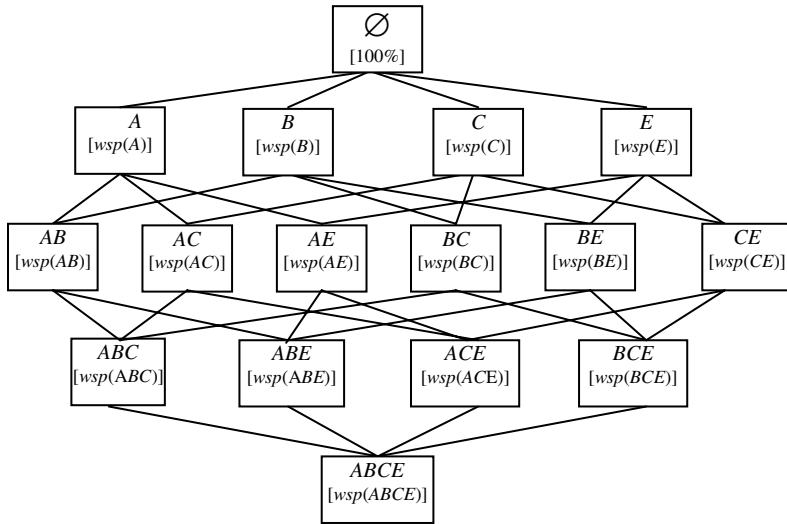 ∅
[100%]
A
[wsp(A)]
B
[wsp(B)]
C
[wsp(C)]
E
[wsp(E)]
AB
[wsp(AB)]
AC
[wsp(AC)]
AE
[wsp(AE)]
BC
[wsp(BC)]
BE
[wsp(BE)]
CE
[wsp(CE)]
ABC
[wsp(ABC)]
ABE
[wsp(ABE)]
ACE
[wsp(ACE)]
BCE
[wsp(BCE)]
ABCE
[wsp(ABCE)]